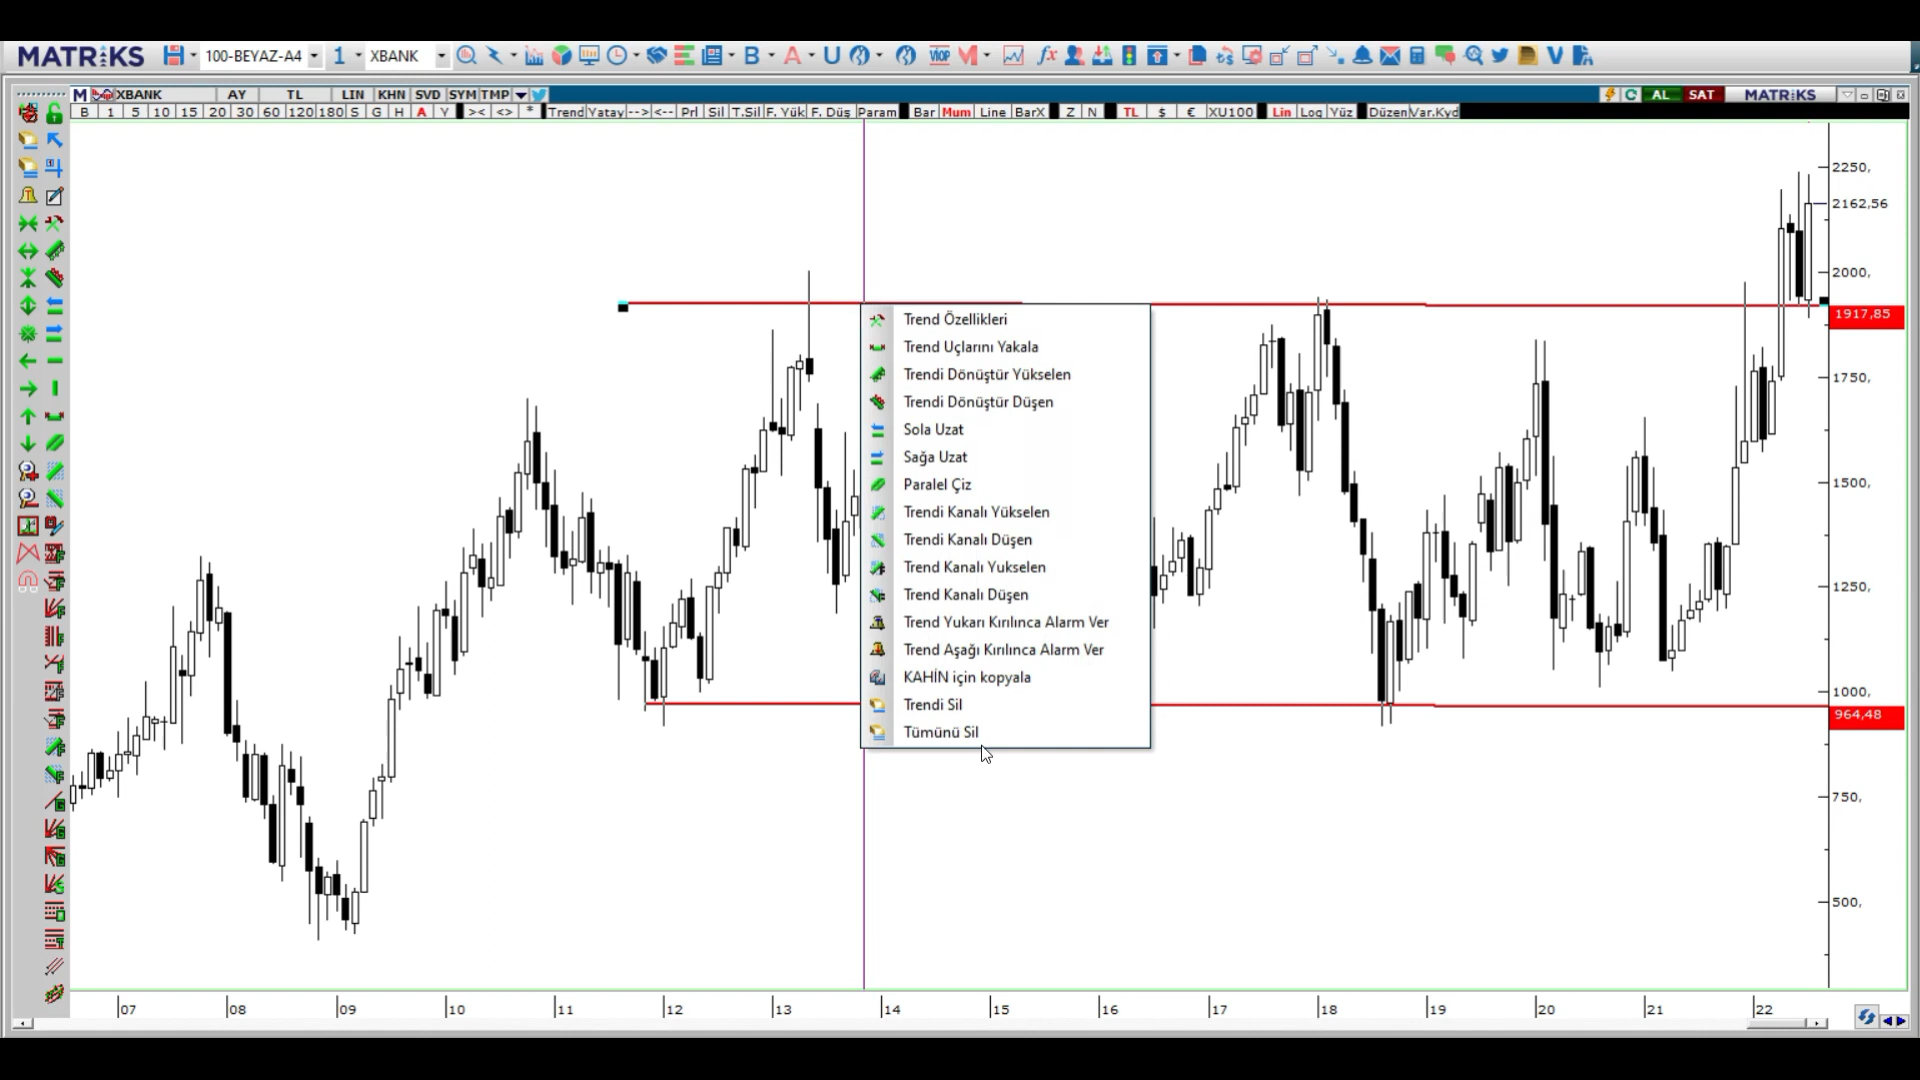 MATRİKS 100-BEYAZ-A4 1 XBANK B A U VIOP M fx V
M XBANK AY TL LIN KHN SVD SYM TMP AL SAT MATRİKS
B 1 5 10 15 20 30 60 120 180 S G H A Y >< <> * Trend Yatay --> <-- Prl Sil T.Sil F. Yük F. Düş Param Bar Mum Line BarX Z N TL $ € XU100 Lin Log Yüz Düzen Var.Kyd
2250,
2162,56
2000,
1917,85
1750,
1500,
1250,
1000,
964,48
750,
500,
Trend Özellikleri
Trend Uçlarını Yakala
Trendi Dönüştür Yükselen
Trendi Dönüştür Düşen
Sola Uzat
Sağa Uzat
Paralel Çiz
Trendi Kanalı Yükselen
Trendi Kanalı Düşen
Trend Kanalı Yukselen
Trend Kanalı Düşen
Trend Yukarı Kırılınca Alarm Ver
Trend Aşağı Kırılınca Alarm Ver
KAHİN için kopyala
Trendi Sil
Tümünü Sil
07 08 09 10 11 12 13 14 15 16 17 18 19 20 21 22